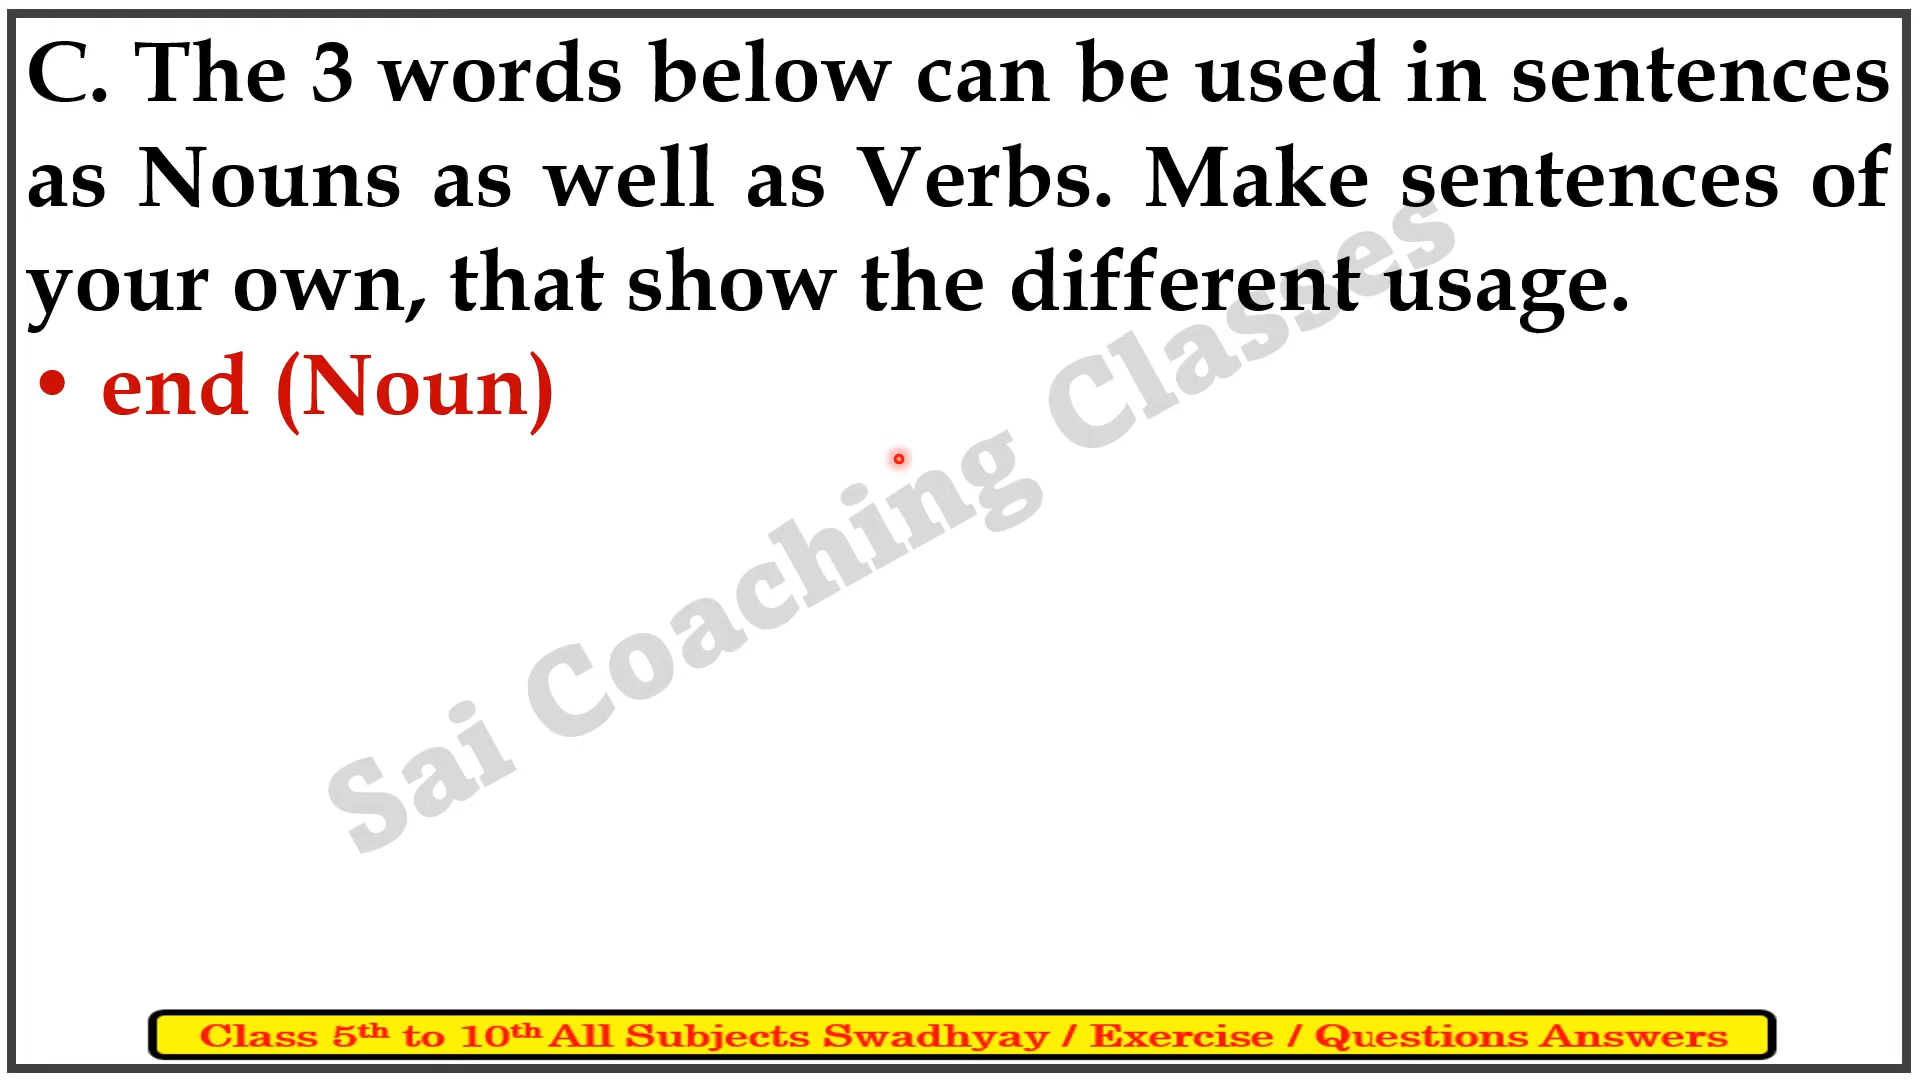 C. The 3 words below can be used in sentences
as Nouns as well as Verbs. Make sentences of
your own, that show the different usage.
• end (Noun)
Sai Coaching Classes
Class 5th to 10th All Subjects Swadhyay / Exercise / Questions Answers